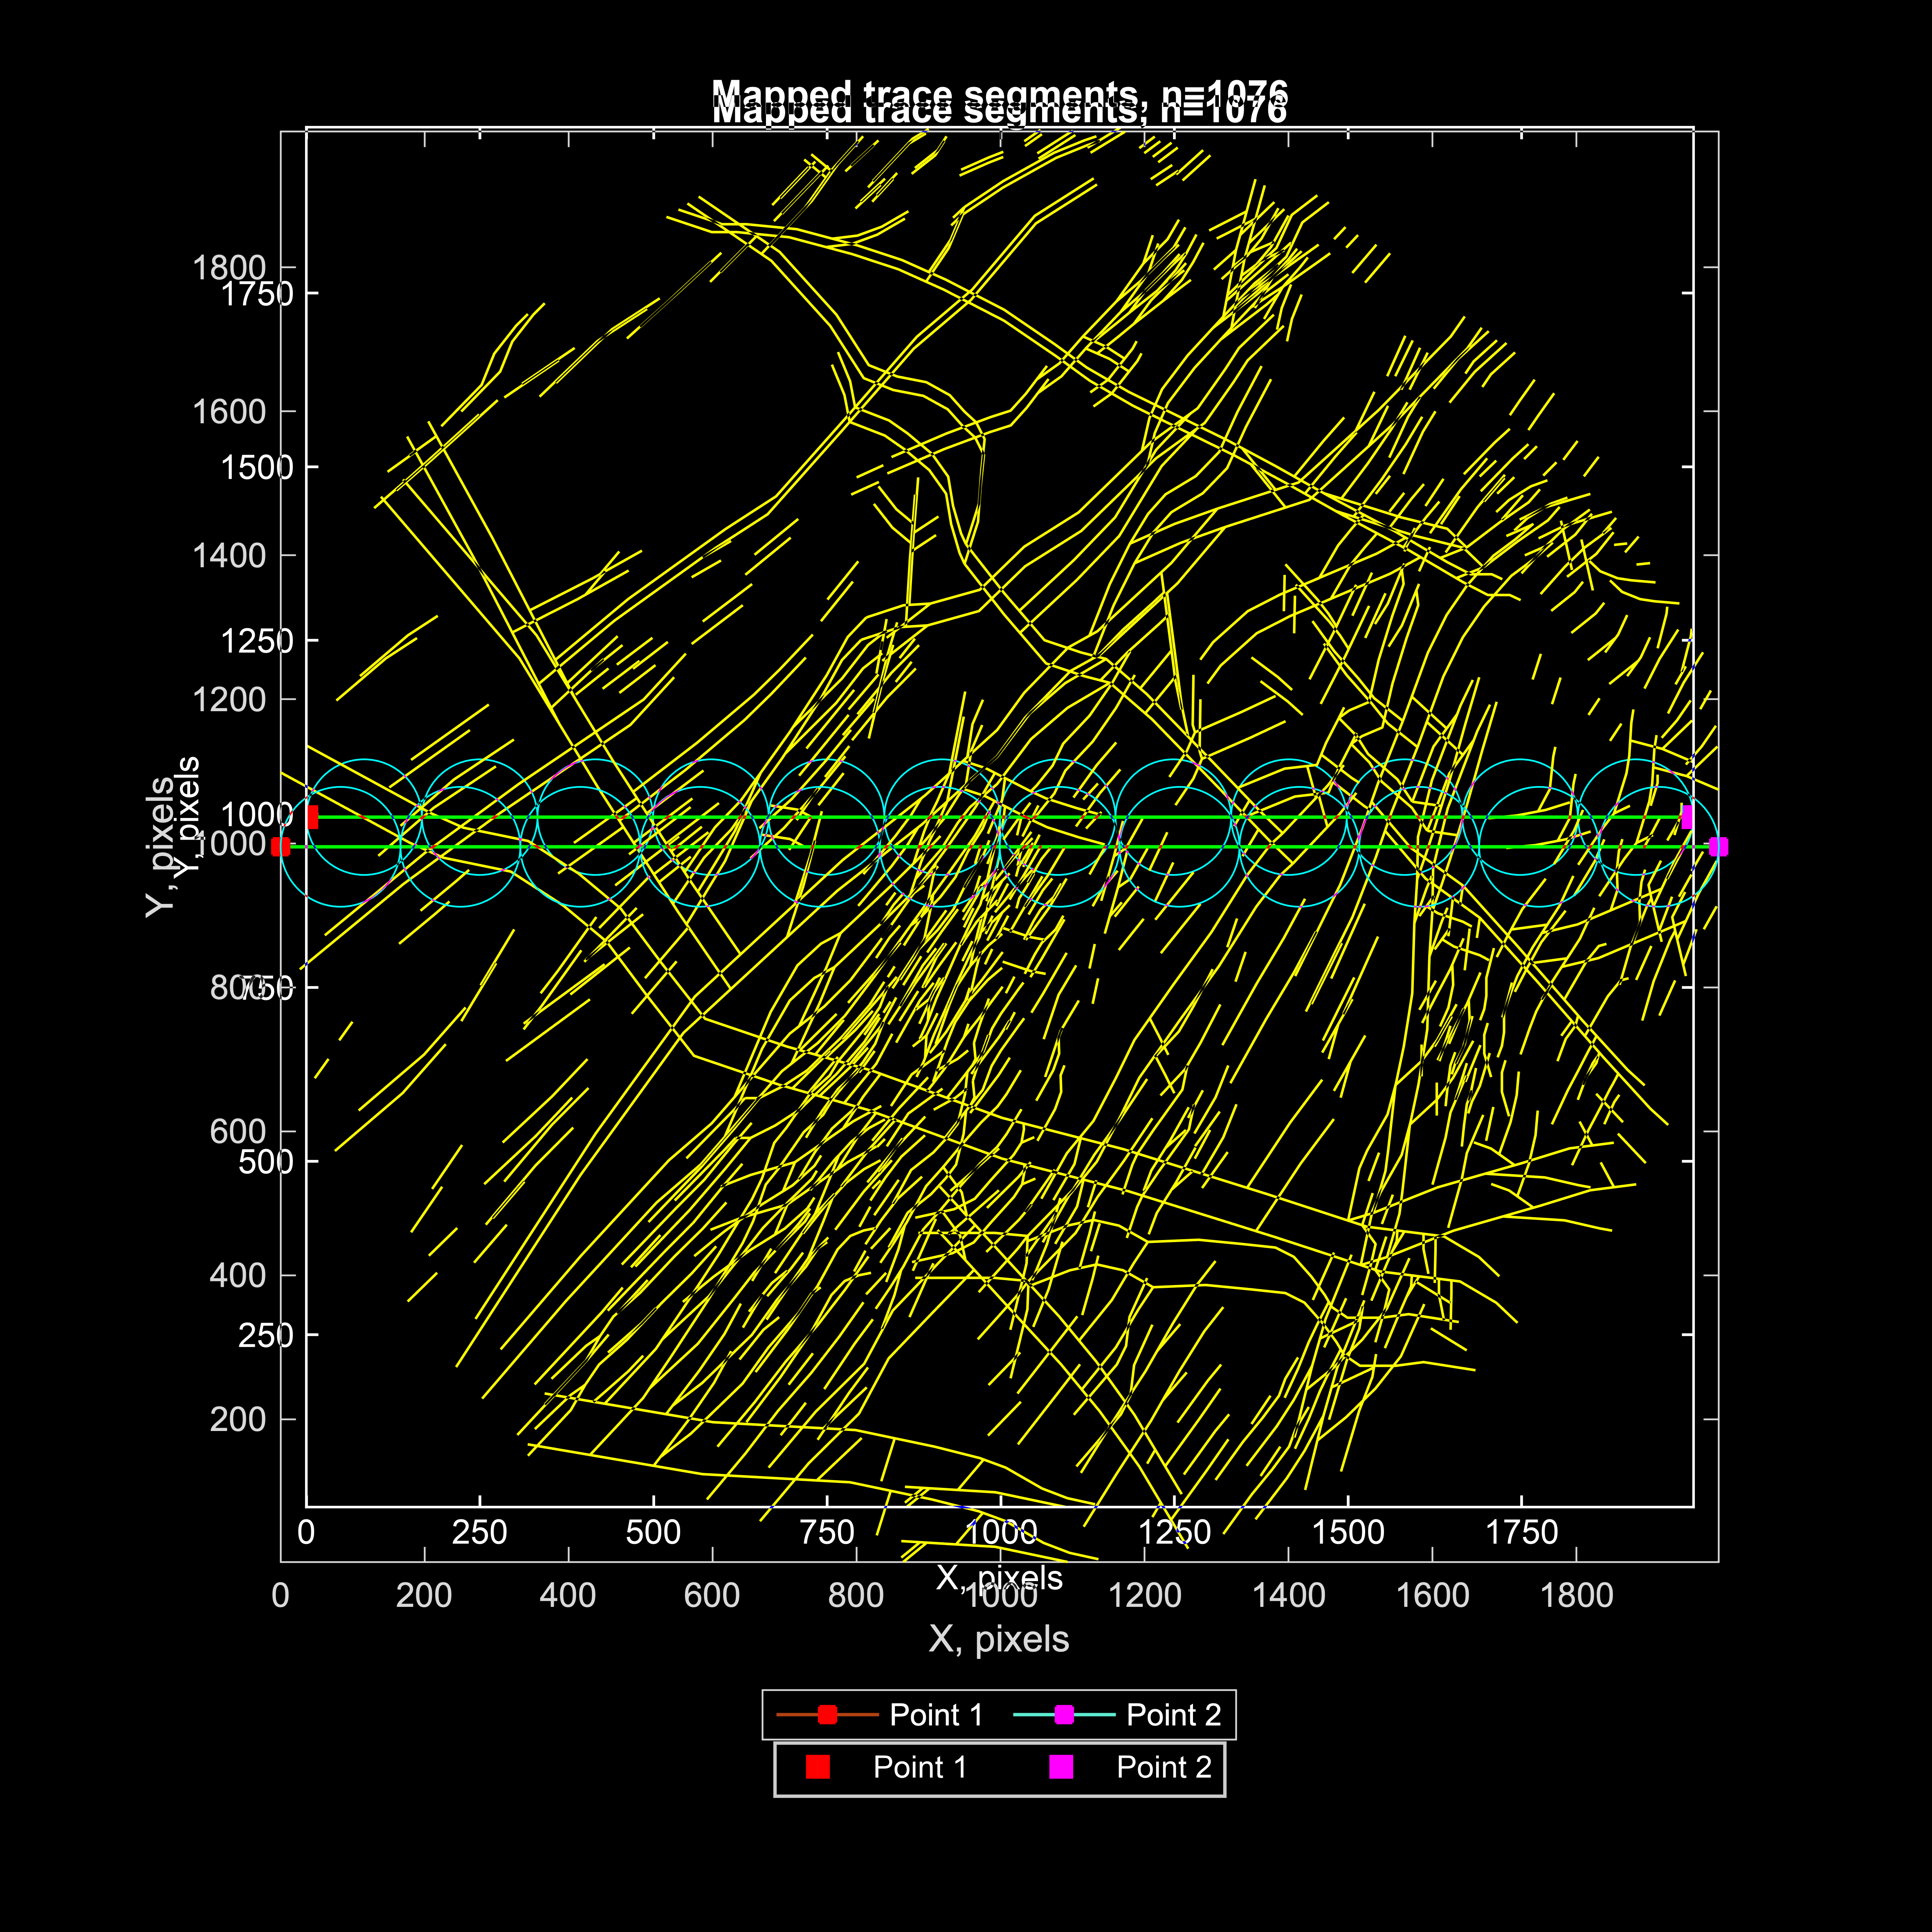 Mapped trace segments, n=1076
Mapped trace segments, n=1076
1800
1750
1600
1500
1400
1250
1200
1000
1000
800
750
600
500
400
250
200
Y, pixels
Y, pixels
0 250 500 750 1000 1250 1500 1750
X, pixels
0 200 400 600 800 1000 1200 1400 1600 1800
X, pixels
Point 1 Point 2
Point 1 Point 2